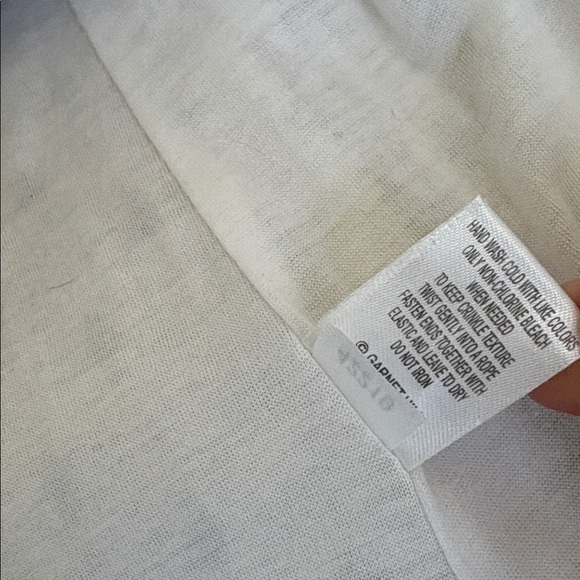 HAND WASH COLD WITH LIKE COLORS
ONLY NON-CHLORINE BLEACH
WHEN NEEDED
TO KEEP CRINKLE TEXTURE
TWIST GENTLY INTO A ROPE
FASTEN ENDS TOGETHER WITH
ELASTIC AND LEAVE TO DRY
DO NOT IRON
© GARNET